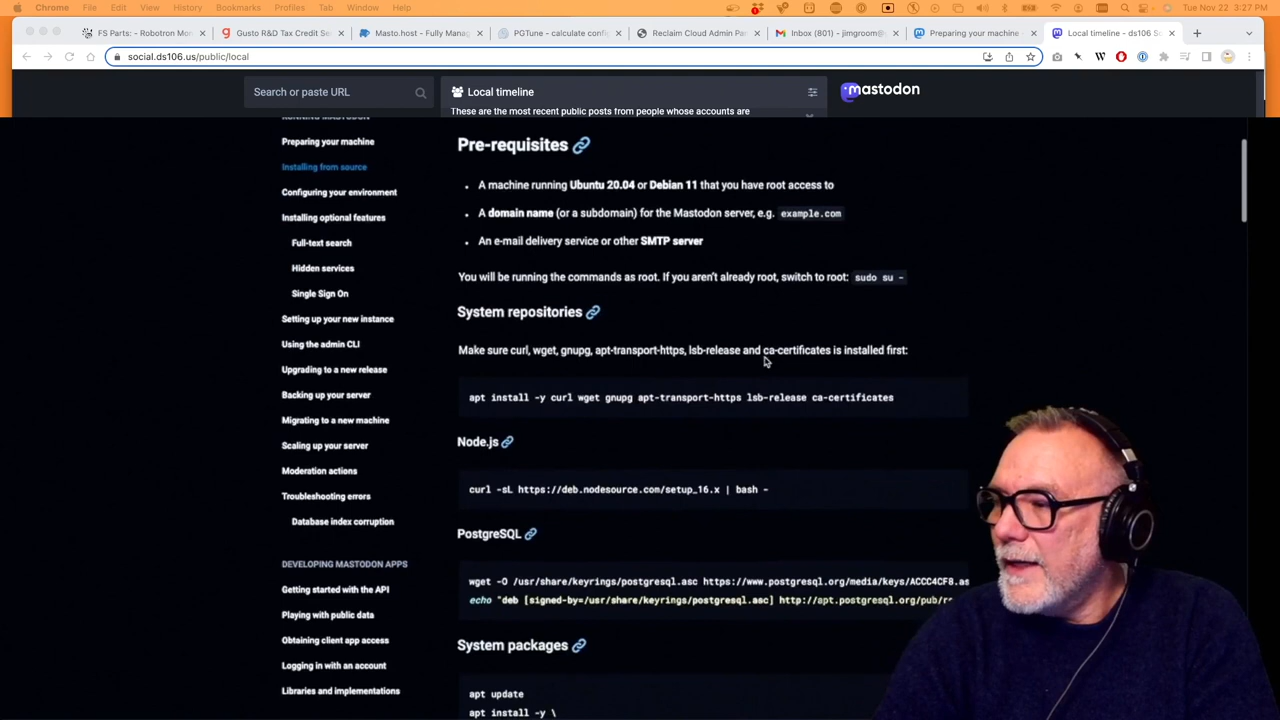 Chrome File Edit View History Bookmarks Profiles Tab Window Help Tue Nov 22 3:27 PM
FS Parts: - Robotron Mon Gusto R&D Tax Credit Se Masto.host - Fully Manag PGTune - calculate confi Reclaim Cloud Admin Pa Inbox (801) - jimgroom@ Preparing your machine - Local timeline - ds106 S
social.ds106.us/public/local
Search or paste URL
Local timeline
mastodon
These are the most recent public posts from people whose accounts are
RUNNING MASTODON
Preparing your machine
Installing from source
Configuring your environment
Installing optional features
Full-text search
Hidden services
Single Sign On
Setting up your new instance
Using the admin CLI
Upgrading to a new release
Backing up your server
Migrating to a new machine
Scaling up your server
Moderation actions
Troubleshooting errors
Database index corruption
DEVELOPING MASTODON APPS
Getting started with the API
Playing with public data
Obtaining client app access
Logging in with an account
Libraries and implementations
Pre-requisites
• A machine running Ubuntu 20.04 or Debian 11 that you have root access to
• A domain name (or a subdomain) for the Mastodon server, e.g. example.com
• An e-mail delivery service or other SMTP server
You will be running the commands as root. If you aren't already root, switch to root: sudo su -
System repositories
Make sure curl, wget, gnupg, apt-transport-https, lsb-release and ca-certificates is installed first:
apt install -y curl wget gnupg apt-transport-https lsb-release ca-certificates
Node.js
curl -sL https://deb.nodesource.com/setup_16.x | bash -
PostgreSQL
wget -O /usr/share/keyrings/postgresql.asc https://www.postgresql.org/media/keys/ACCC4CF8.as
echo "deb [signed-by=/usr/share/keyrings/postgresql.asc] http://apt.postgresql.org/pub/re
System packages
apt update
apt install -y \